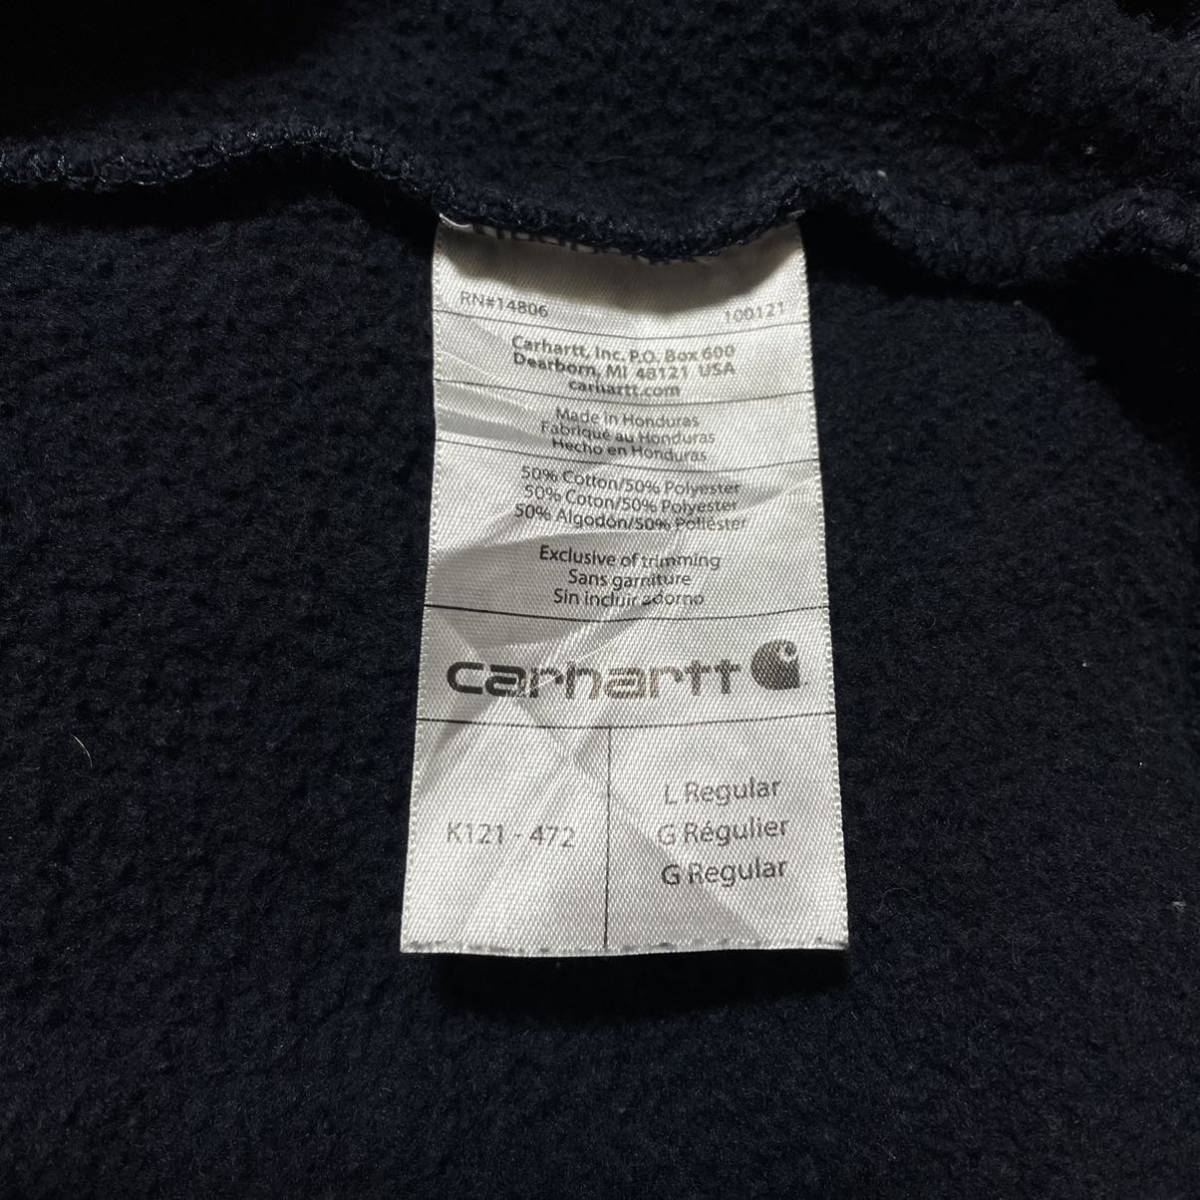 RN#14806 100121
Carhartt, Inc. P.O. Box 600
Dearborn, MI 48121 USA
carhartt.com
Made in Honduras
Fabriqué au Honduras
Hecho en Honduras
50% Cotton/50% Polyester
50% Coton/50% Polyester
50% Algodón/50% Poliéster
Exclusive of trimming
Sans garniture
Sin incluir adorno
carhartt
K121 - 472
L Regular
G Régulier
G Regular